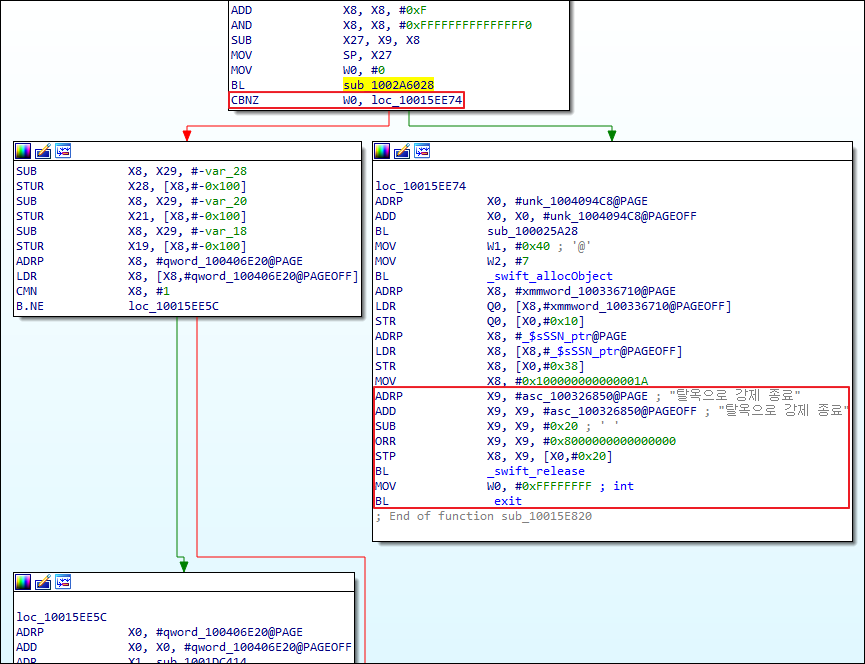 ADD X8, X8, #0xF
AND X8, X8, #0xFFFFFFFFFFFFFFF0
SUB X27, X9, X8
MOV SP, X27
MOV W0, #0
BL sub_1002A6028
CBNZ W0, loc_10015EE74
SUB X8, X29, #-var_28
STUR X28, [X8,#-0x100]
SUB X8, X29, #-var_20
STUR X21, [X8,#-0x100]
SUB X8, X29, #-var_18
STUR X19, [X8,#-0x100]
ADRP X8, #qword_100406E20@PAGE
LDR X8, [X8,#qword_100406E20@PAGEOFF]
CMN X8, #1
B.NE loc_10015EE5C
loc_10015EE74
ADRP X0, #unk_1004094C8@PAGE
ADD X0, X0, #unk_1004094C8@PAGEOFF
BL sub_100025A28
MOV W1, #0x40 ; '@'
MOV W2, #7
BL _swift_allocObject
ADRP X8, #xmmword_100336710@PAGE
LDR Q0, [X8,#xmmword_100336710@PAGEOFF]
STR Q0, [X0,#0x10]
ADRP X8, #_$sSSN_ptr@PAGE
LDR X8, [X8,#_$sSSN_ptr@PAGEOFF]
STR X8, [X0,#0x38]
MOV X8, #0x100000000000001A
ADRP X9, #asc_100326850@PAGE ; "탈옥으로 강제 종료"
ADD X9, X9, #asc_100326850@PAGEOFF ; "탈옥으로 강제 종료"
SUB X9, X9, #0x20 ; ' '
ORR X9, X9, #0x8000000000000000
STP X8, X9, [X0,#0x20]
BL _swift_release
MOV W0, #0xFFFFFFFF ; int
BL _exit
; End of function sub_10015E820
loc_10015EE5C
ADRP X0, #qword_100406E20@PAGE
ADD X0, X0, #qword_100406E20@PAGEOFF
ADR X1, sub_1001DC414